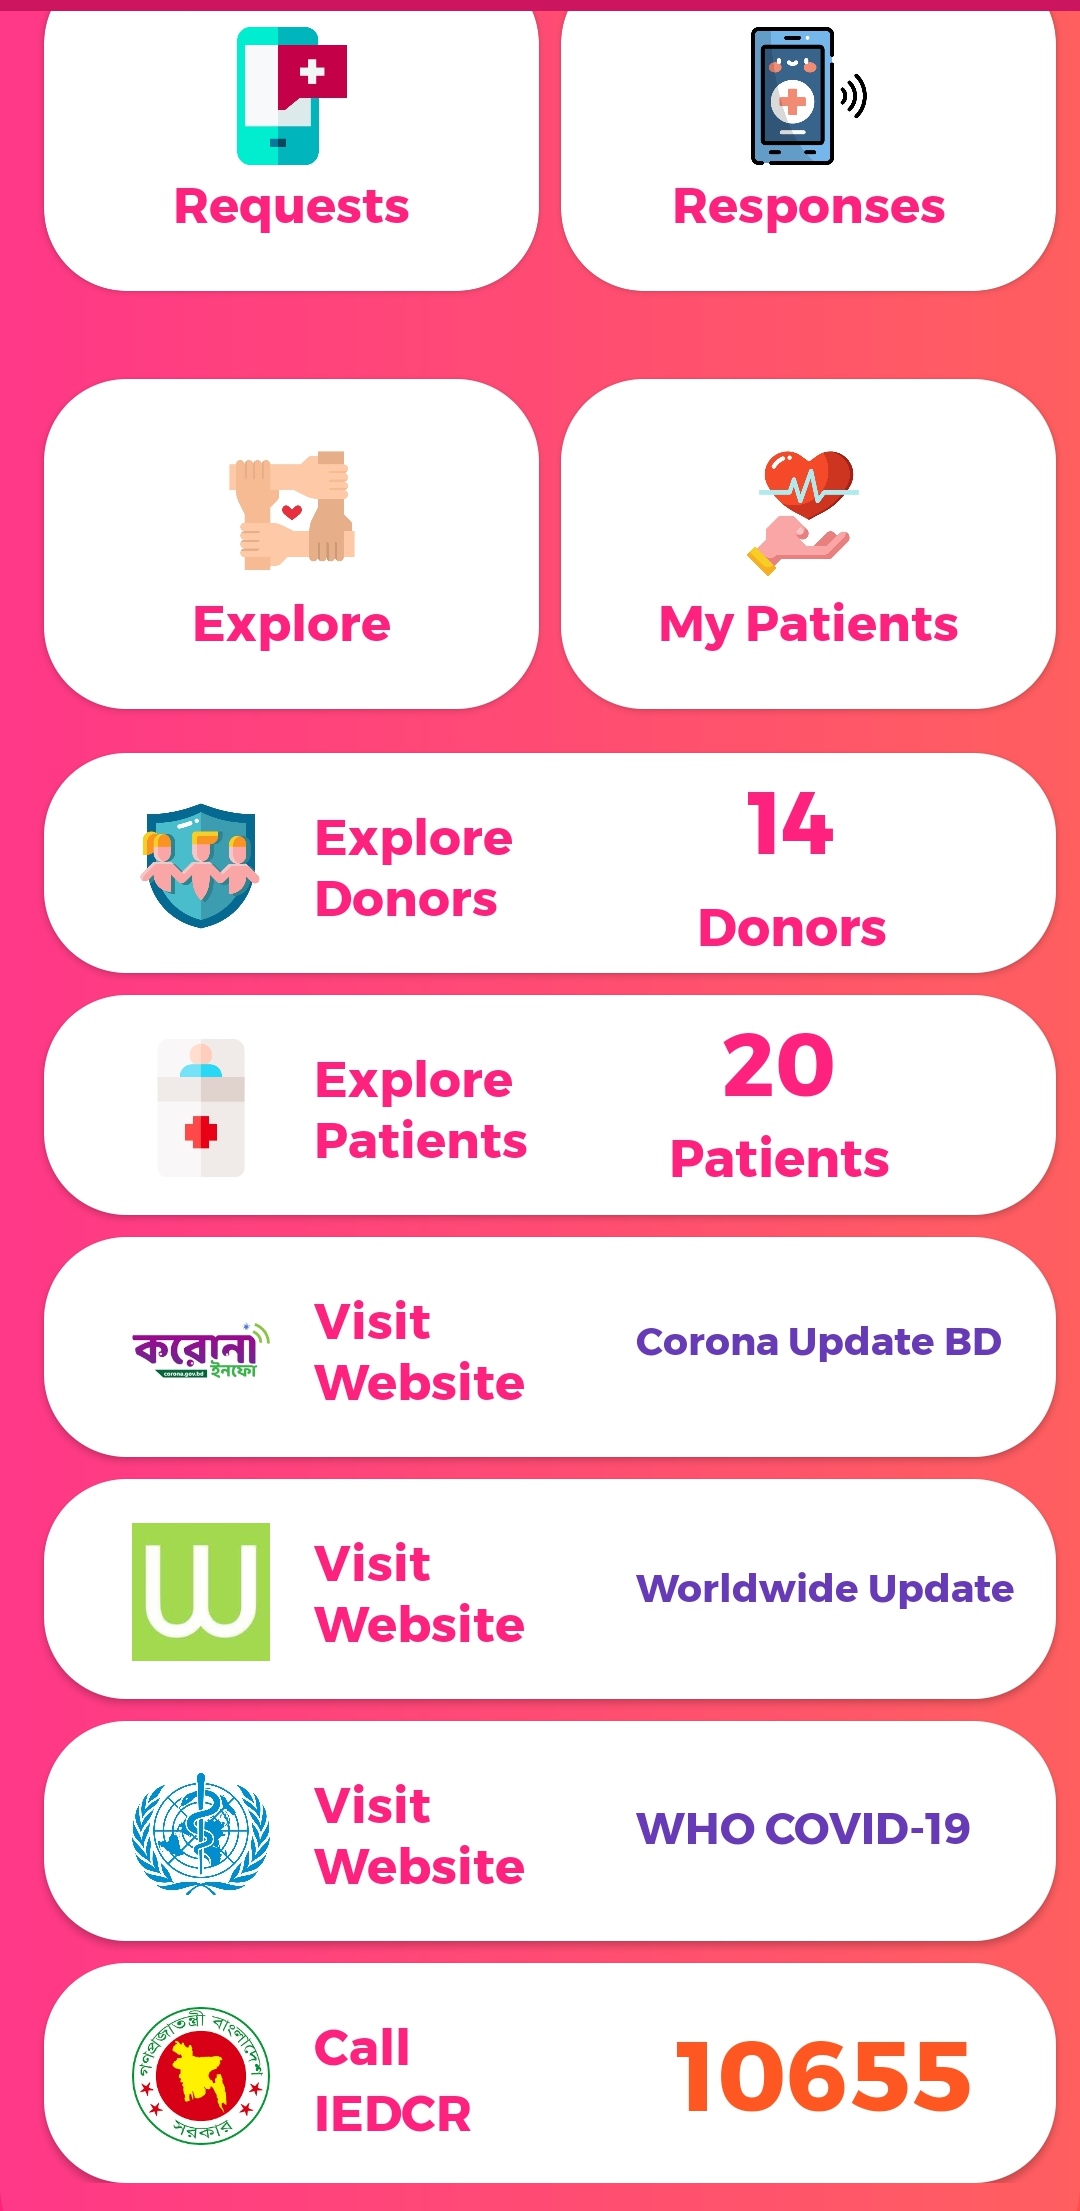 Requests
Responses
Explore
My Patients
Explore
Donors
14
Donors
Explore
Patients
20
Patients
করোনা
corona.gov.bd ইনফো
Visit
Website
Corona Update BD
W
Visit
Website
Worldwide Update
Visit
Website
WHO COVID-19
গণপ্রজাতন্ত্রী বাংলাদেশ
সরকার
Call
IEDCR
10655